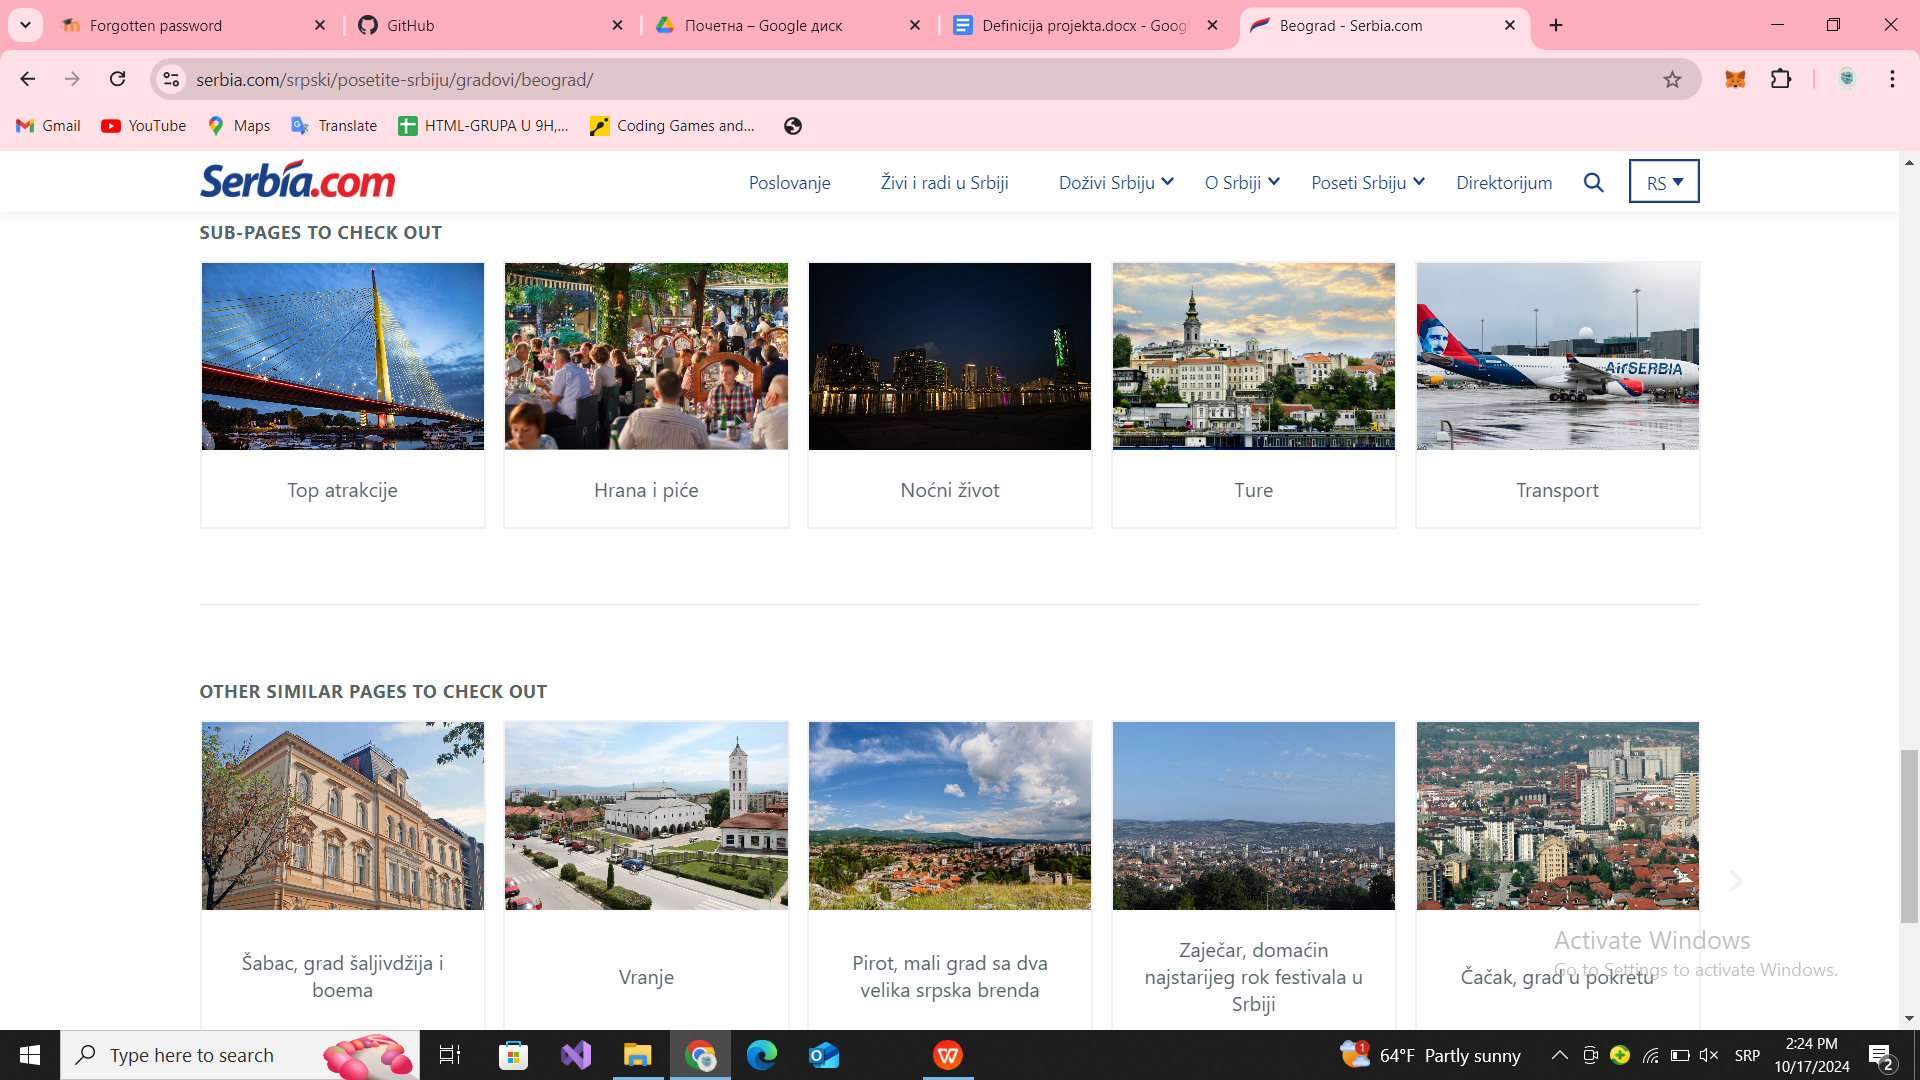 Forgotten password
GitHub
Почетна – Google диск
Definicija projekta.docx - Goog
Beograd - Serbia.com
serbia.com/srpski/posetite-srbiju/gradovi/beograd/
Gmail
YouTube
Maps
Translate
HTML-GRUPA U 9H,...
Coding Games and...
Serbia.com
Poslovanje
Živi i radi u Srbiji
Doživi Srbiju
O Srbiji
Poseti Srbiju
Direktorijum
RS
SUB-PAGES TO CHECK OUT
AirSERBIA
Top atrakcije
Hrana i piće
Noćni život
Ture
Transport
OTHER SIMILAR PAGES TO CHECK OUT
Šabac, grad šaljivdžija i
boema
Vranje
Pirot, mali grad sa dva
velika srpska brenda
Zaječar, domaćin
najstarijeg rok festivala u
Srbiji
Čačak, grad u pokretu
Activate Windows
Go to Settings to activate Windows.
Type here to search
1
64°F Partly sunny
SRP
2:24 PM
10/17/2024
2